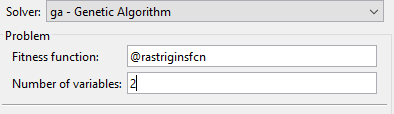 Solver: ga - Genetic Algorithm
Problem
Fitness function: @rastriginsfcn
Number of variables: 2